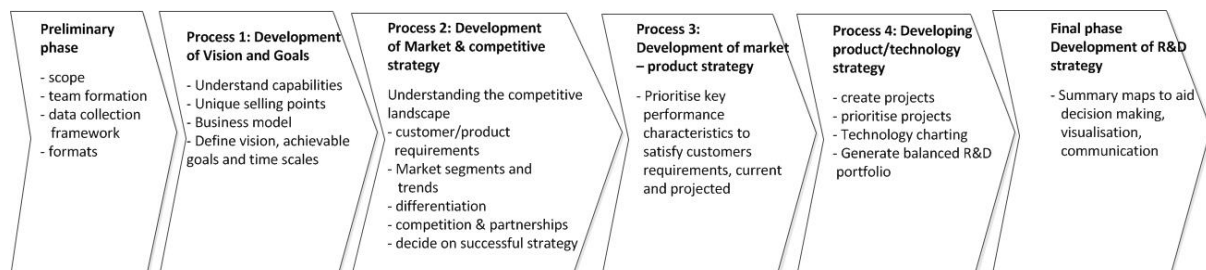 Preliminary
phase
- scope
- team formation
- data collection
framework
- formats
Process 1: Development
of Vision and Goals
- Understand capabilities
- Unique selling points
- Business model
- Define vision, achievable
goals and time scales
Process 2: Development
of Market & competitive
strategy
Understanding the competitive
landscape
- customer/product
requirements
- Market segments and
trends
- differentiation
- competition & partnerships
- decide on successful strategy
Process 3:
Development of market
– product strategy
- Prioritise key
performance
characteristics to
satisfy customers
requirements, current
and projected
Process 4: Developing
product/technology
strategy
- create projects
- prioritise projects
- Technology charting
- Generate balanced R&D
portfolio
Final phase
Development of R&D
strategy
- Summary maps to aid
decision making,
visualisation,
communication